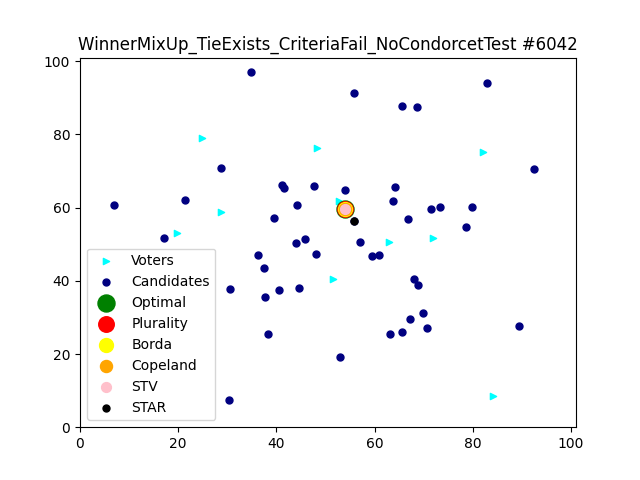 WinnerMixUp_TieExists_CriteriaFail_NoCondorcetTest #6042
100
80
60
40
20
0
Voters
Candidates
Optimal
Plurality
Borda
Copeland
STV
STAR
0 20 40 60 80 100